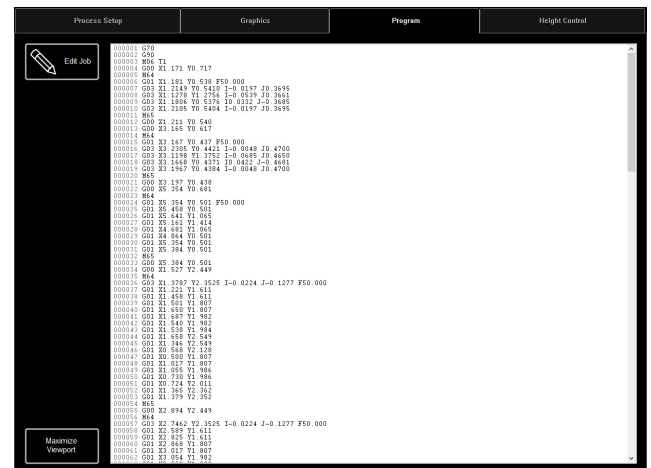 Process Setup
Graphics
Program
Height Control
Edit Job
000001 G70
000002 G90
000003 M06 T1
000004 G00 X1.171 Y0.717
000005 M64
000006 G01 X1.181 Y0.538 F50.000
000007 G03 X1.2149 Y0.5410 I-0.0197 J0.3695
000008 G03 X1.1278 Y1.2756 I-0.0539 J0.3661
000009 G03 X1.1806 Y0.5376 I0.0332 J-0.3685
000010 G03 X1.2105 Y0.5404 I-0.0197 J0.3695
000011 M65
000012 G00 X1.211 Y0.540
000013 G00 X3.165 Y0.617
000014 M64
000015 G01 X3.167 Y0.437 F50.000
000016 G03 X3.2305 Y0.4421 I-0.0048 J0.4700
000017 G03 X3.1198 Y1.3752 I-0.0685 J0.4650
000018 G03 X3.1668 Y0.4371 I0.0422 J-0.4681
000019 G03 X3.1967 Y0.4384 I-0.0048 J0.4700
000020 M65
000021 G00 X3.197 Y0.438
000022 G00 X5.354 Y0.681
000023 M64
000024 G01 X5.354 Y0.501 F50.000
000025 G01 X5.458 Y0.501
000026 G01 X5.641 Y1.065
000027 G01 X5.161 Y1.414
000028 G01 X4.681 Y1.065
000029 G01 X4.864 Y0.501
000030 G01 X5.354 Y0.501
000031 G01 X5.384 Y0.501
000032 M65
000033 G00 X5.384 Y0.501
000034 G00 X1.527 Y2.449
000035 M64
000036 G03 X1.3787 Y2.3525 I-0.0224 J-0.1277 F50.000
000037 G01 X1.221 Y1.611
000038 G01 X1.458 Y1.611
000039 G01 X1.501 Y1.807
000040 G01 X1.650 Y1.807
000041 G01 X1.687 Y1.982
000042 G01 X1.540 Y1.982
000043 G01 X1.538 Y1.984
000044 G01 X1.658 Y2.549
000045 G01 X1.346 Y2.549
000046 G01 X0.568 Y2.128
000047 G01 X0.500 Y1.807
000048 G01 X1.017 Y1.807
000049 G01 X1.055 Y1.986
000050 G01 X0.730 Y1.986
000051 G01 X0.724 Y2.011
000052 G01 X1.365 Y2.362
000053 G01 X1.379 Y2.352
000054 M65
000055 G00 X2.894 Y2.449
000056 M64
000057 G03 X2.7462 Y2.3525 I-0.0224 J-0.1277 F50.000
000058 G01 X2.589 Y1.611
000059 G01 X2.825 Y1.611
000060 G01 X2.868 Y1.807
000061 G01 X3.017 Y1.807
000062 G01 X3.054 Y1.982
Maximize
Viewport